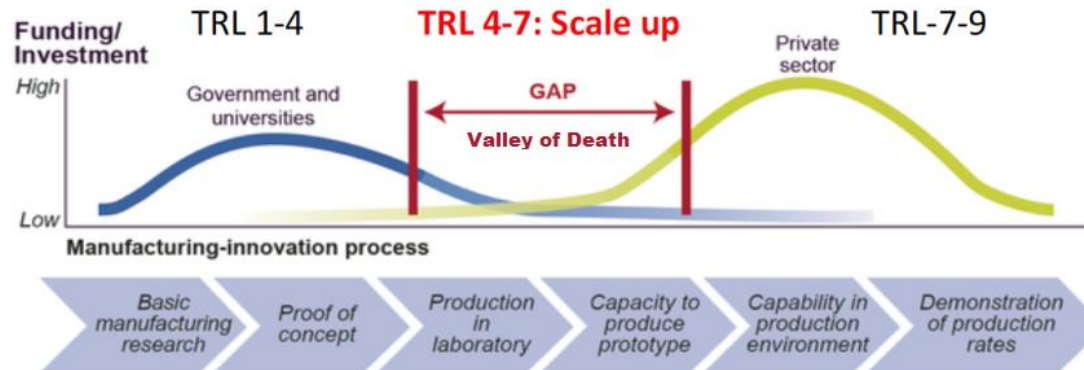 TRL 1-4
TRL 4-7: Scale up
TRL-7-9
Funding/
Investment
High
Low
Government and
universities
GAP
Valley of Death
Private
sector
Manufacturing-innovation process
Basic
manufacturing
research
Proof of
concept
Production
in
laboratory
Capacity to
produce
prototype
Capability in
production
environment
Demonstration
of production
rates